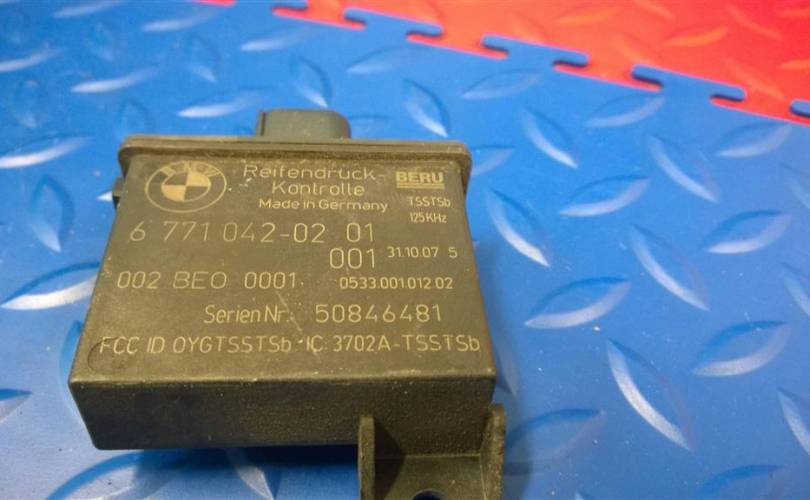 BMW
Reifendruck-
Kontrolle
Made in Germany
BERU
TSSTSb
125KHz
6 771 042-02 01
001 31.10.07 5
002 BEO 0001 0533.001.012 02
Serien Nr. 50846481
FCC ID OYGTSSTSb IC: 3702A-TSSTSb